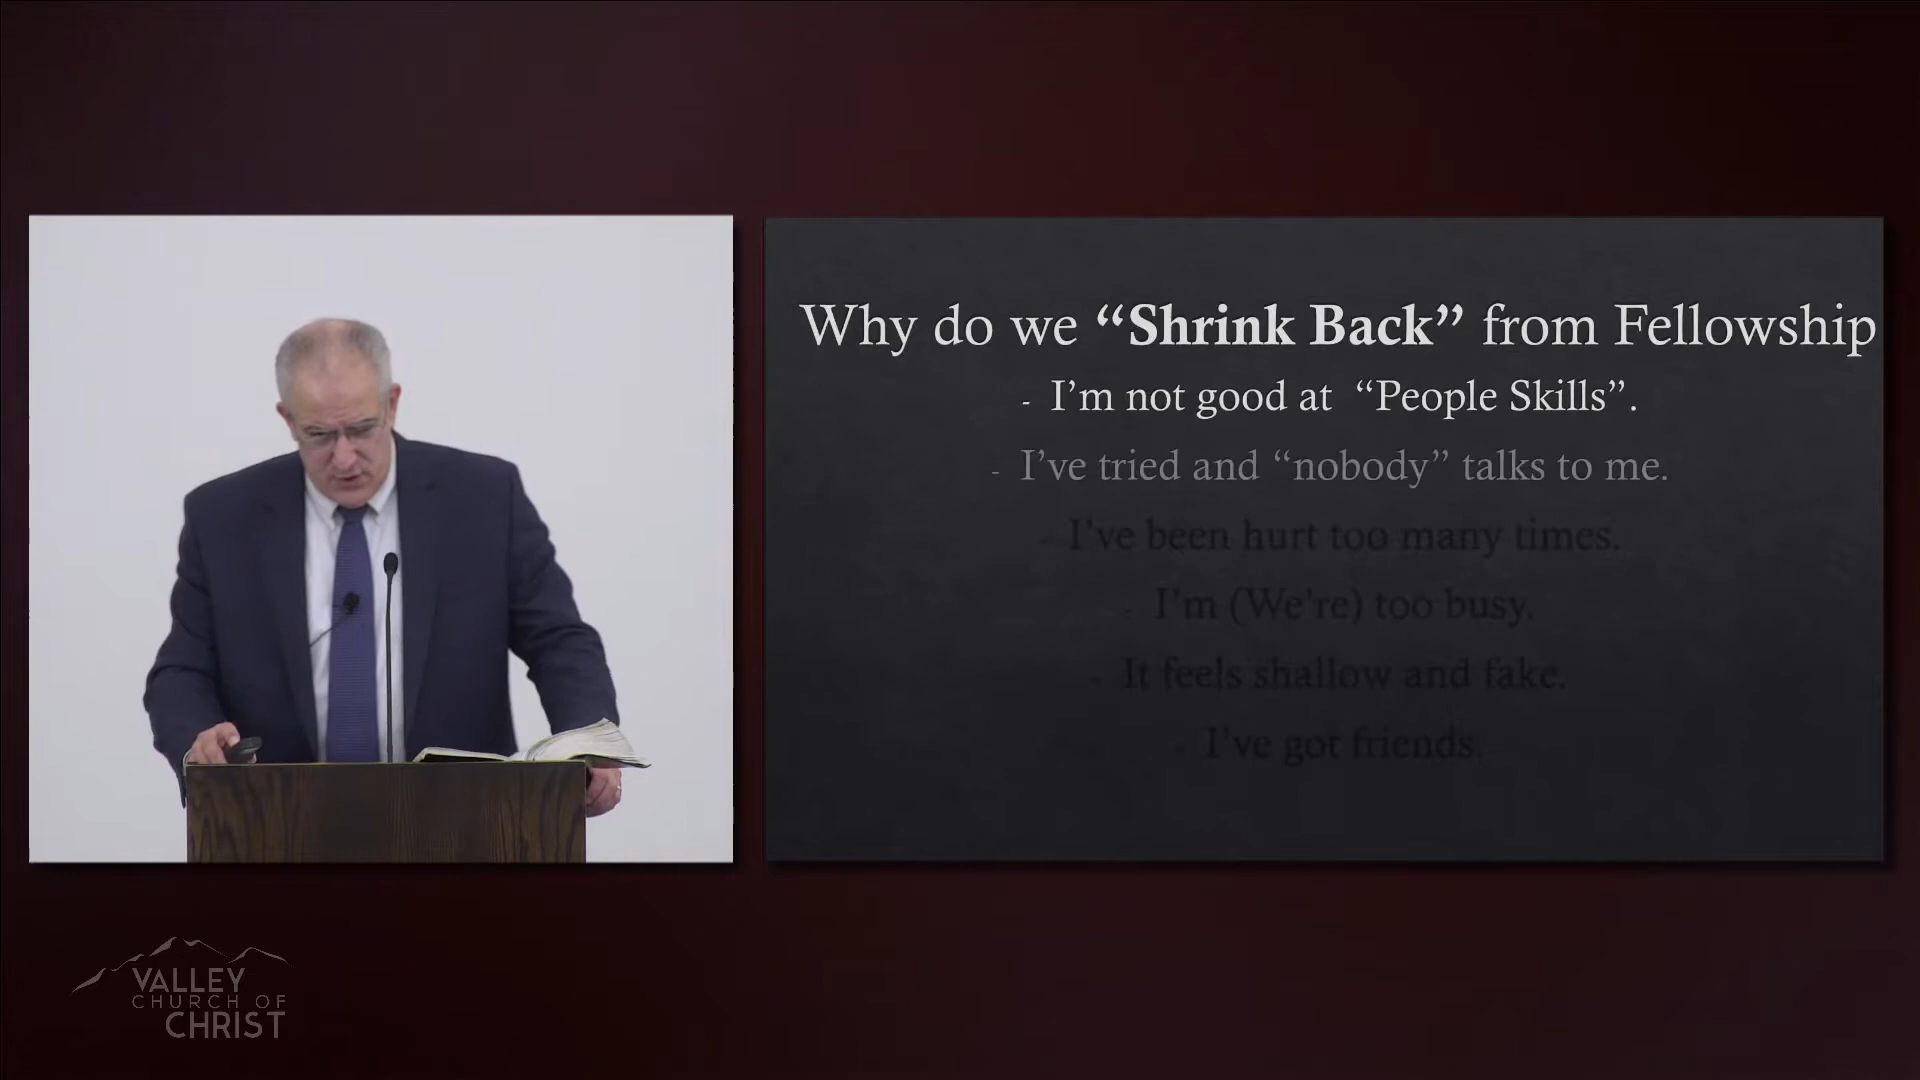 Why do we “Shrink Back” from Fellowship
- I’m not good at “People Skills”.
- I’ve tried and “nobody” talks to me.
- I’ve been hurt too many times.
- I’m (We’re) too busy.
- It feels shallow and fake.
- I’ve got friends.
VALLEY
CHURCH OF
CHRIST